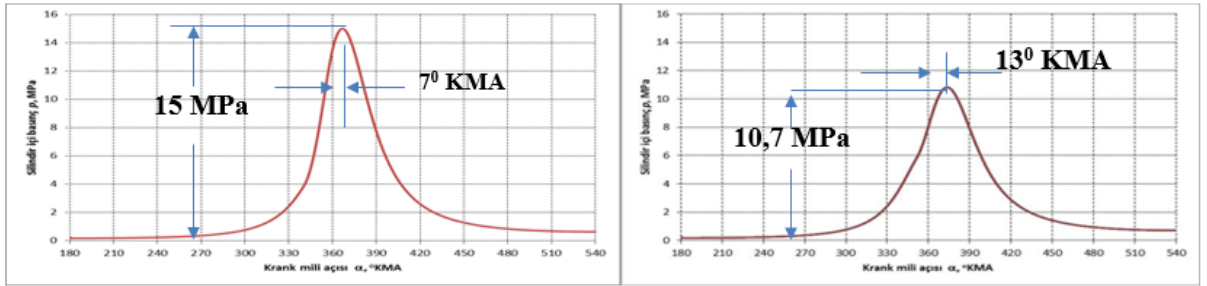 16
14
12
10
8
6
4
2
0
180 210 240 270 300 330 360 390 420 450 480 510 540
Silindir içi basınç p, MPa
Krank mili açısı α, °KMA
15 MPa
7⁰ KMA
16
14
12
10
8
6
4
2
0
180 210 240 270 300 330 360 390 420 450 480 510 540
Silindir içi basınç p, MPa
Krank mili açısı α, °KMA
10,7 MPa
13⁰ KMA